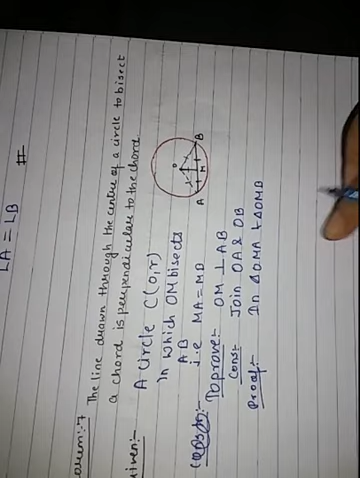 ∠A = ∠B
#
Theorem:-7 The line drawn through the centre of a circle to bisect
a chord is perpendicular to the chord.
Given:- A circle C(O,r)
In which OM bisects
AB
i.e MA = MB
To prove:- OM ⊥ AB
Cons:- Join OA & OB
Proof:- In ΔOMA & ΔOMB
O
A
M
B